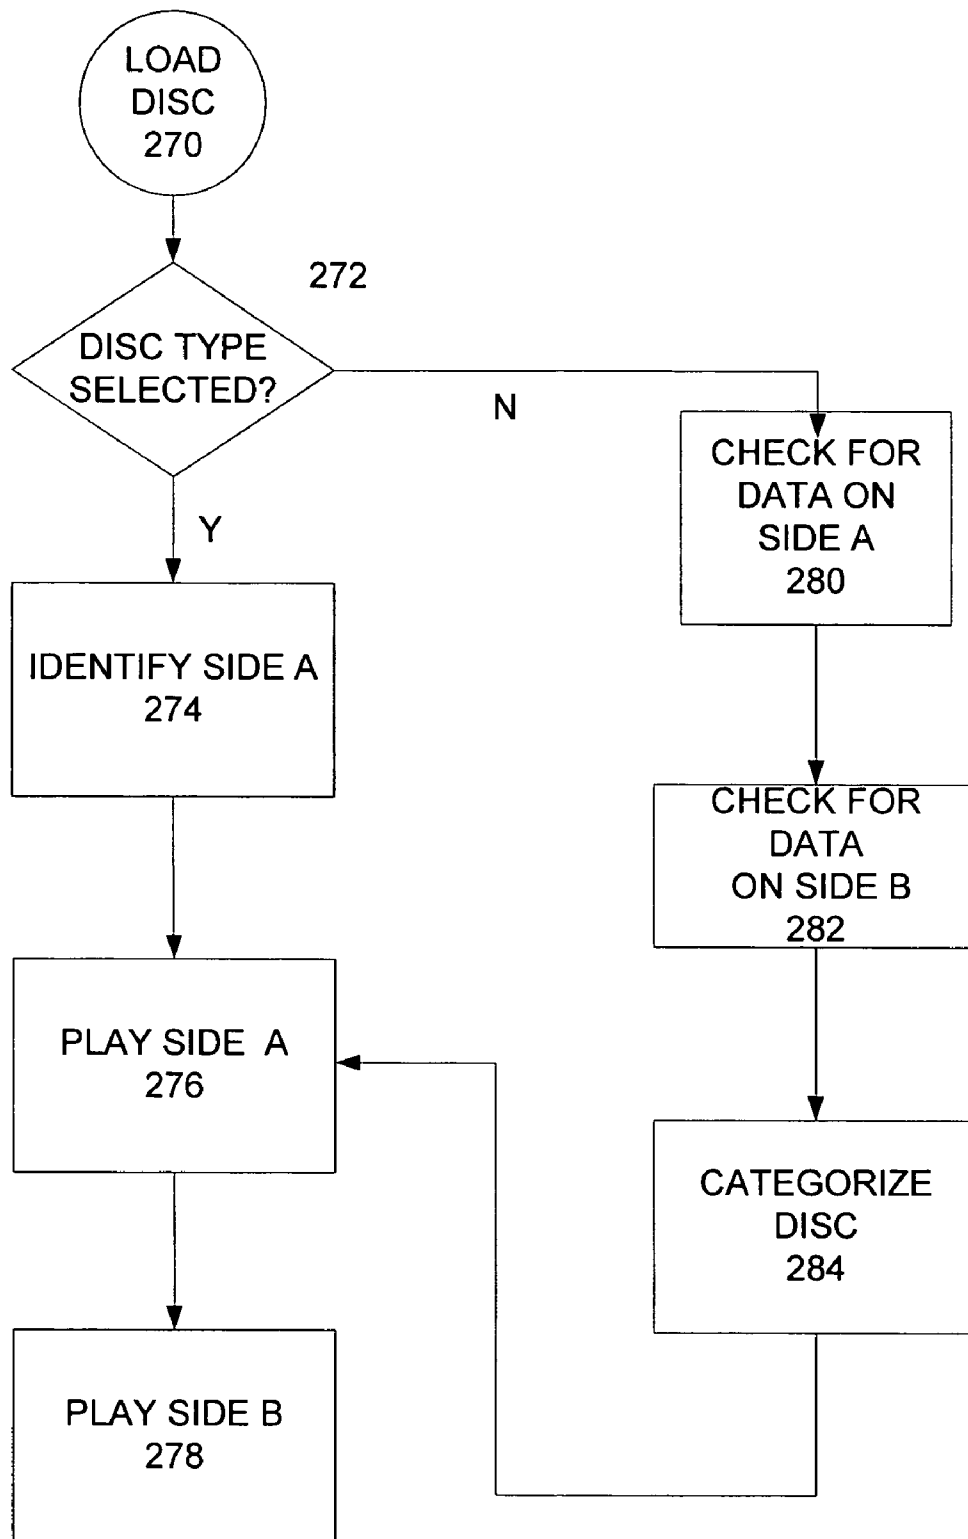 LOAD
DISC
270
272
DISC TYPE
SELECTED?
N
Y
CHECK FOR
DATA ON
SIDE A
280
IDENTIFY SIDE A
274
CHECK FOR
DATA
ON SIDE B
282
PLAY SIDE A
276
CATEGORIZE
DISC
284
PLAY SIDE B
278